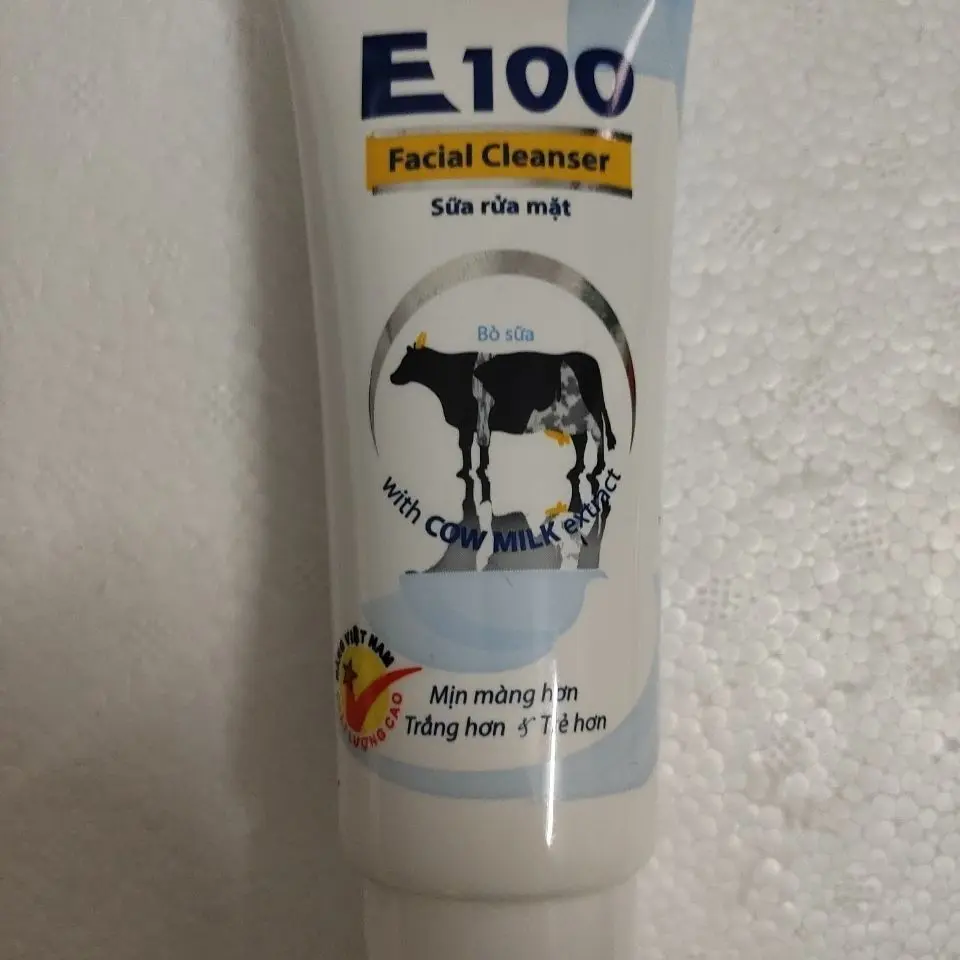 E100
Facial Cleanser
Sữa rửa mặt
Bò sữa
with COW MILK extract
VIỆT NAM
LƯỢNG CAO
Mịn màng hơn
Trắng hơn & Trẻ hơn